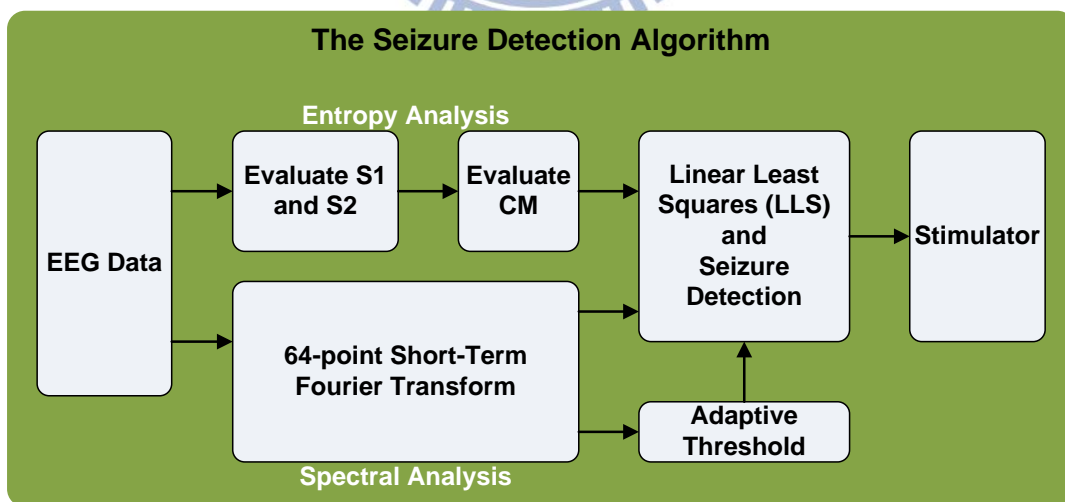 The Seizure Detection Algorithm
Entropy Analysis
EEG Data
Evaluate S1
and S2
Evaluate
CM
Linear Least
Squares (LLS)
and
Seizure
Detection
Stimulator
64-point Short-Term
Fourier Transform
Adaptive
Threshold
Spectral Analysis